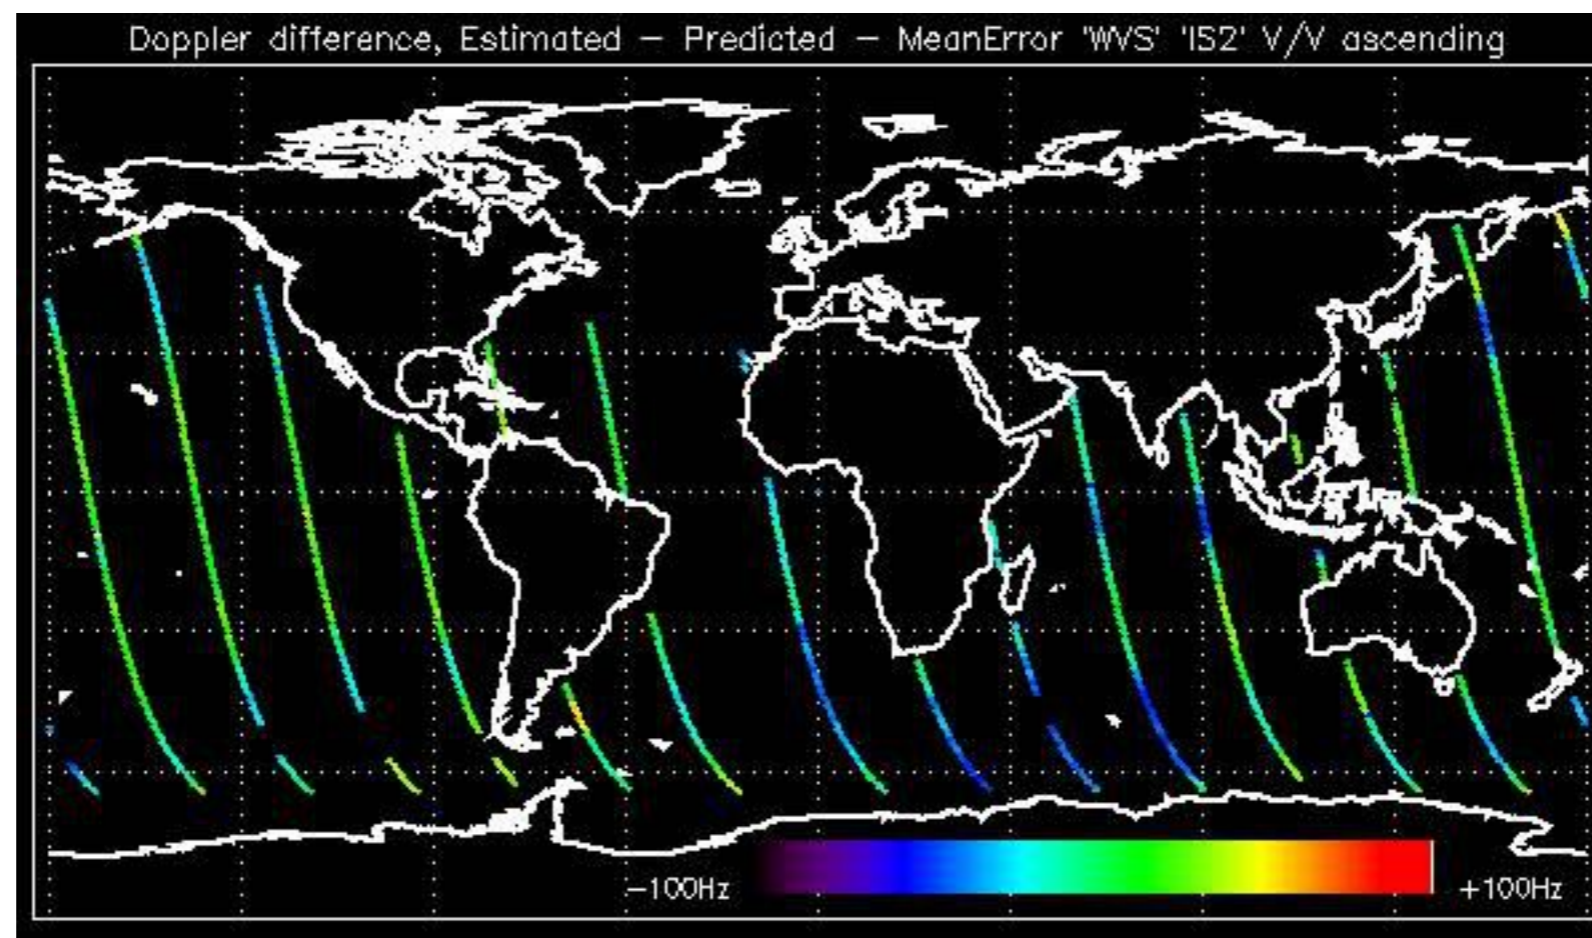 Doppler difference, Estimated − Predicted − MeanError 'WVS' 'IS2' V/V ascending
−100Hz +100Hz